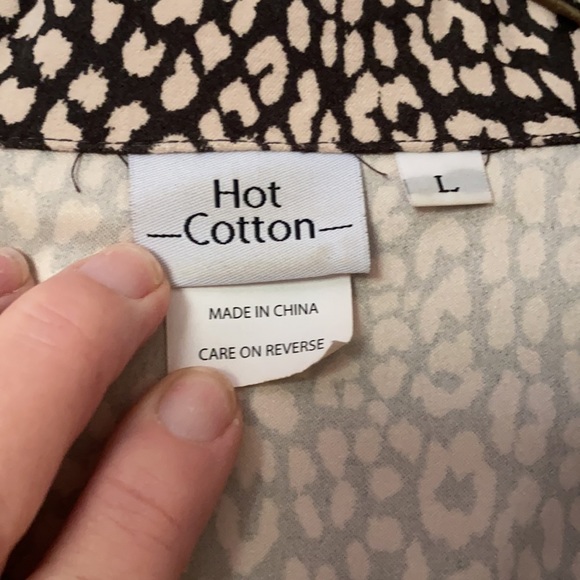 Hot
—Cotton—
L
MADE IN CHINA
CARE ON REVERSE